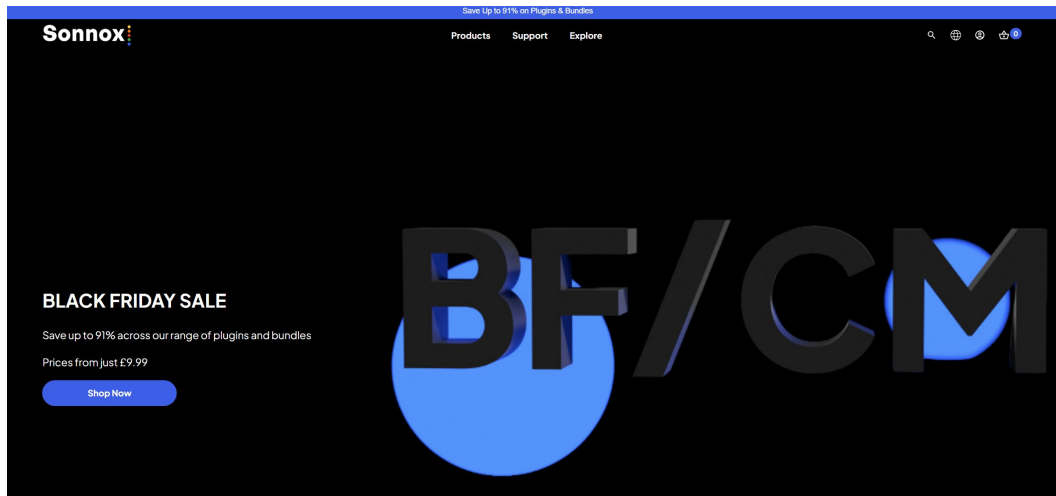 Save Up to 91% on Plugins & Bundles
Sonnox
Products Support Explore
0
BF/CM
BLACK FRIDAY SALE
Save up to 91% across our range of plugins and bundles
Prices from just £9.99
Shop Now